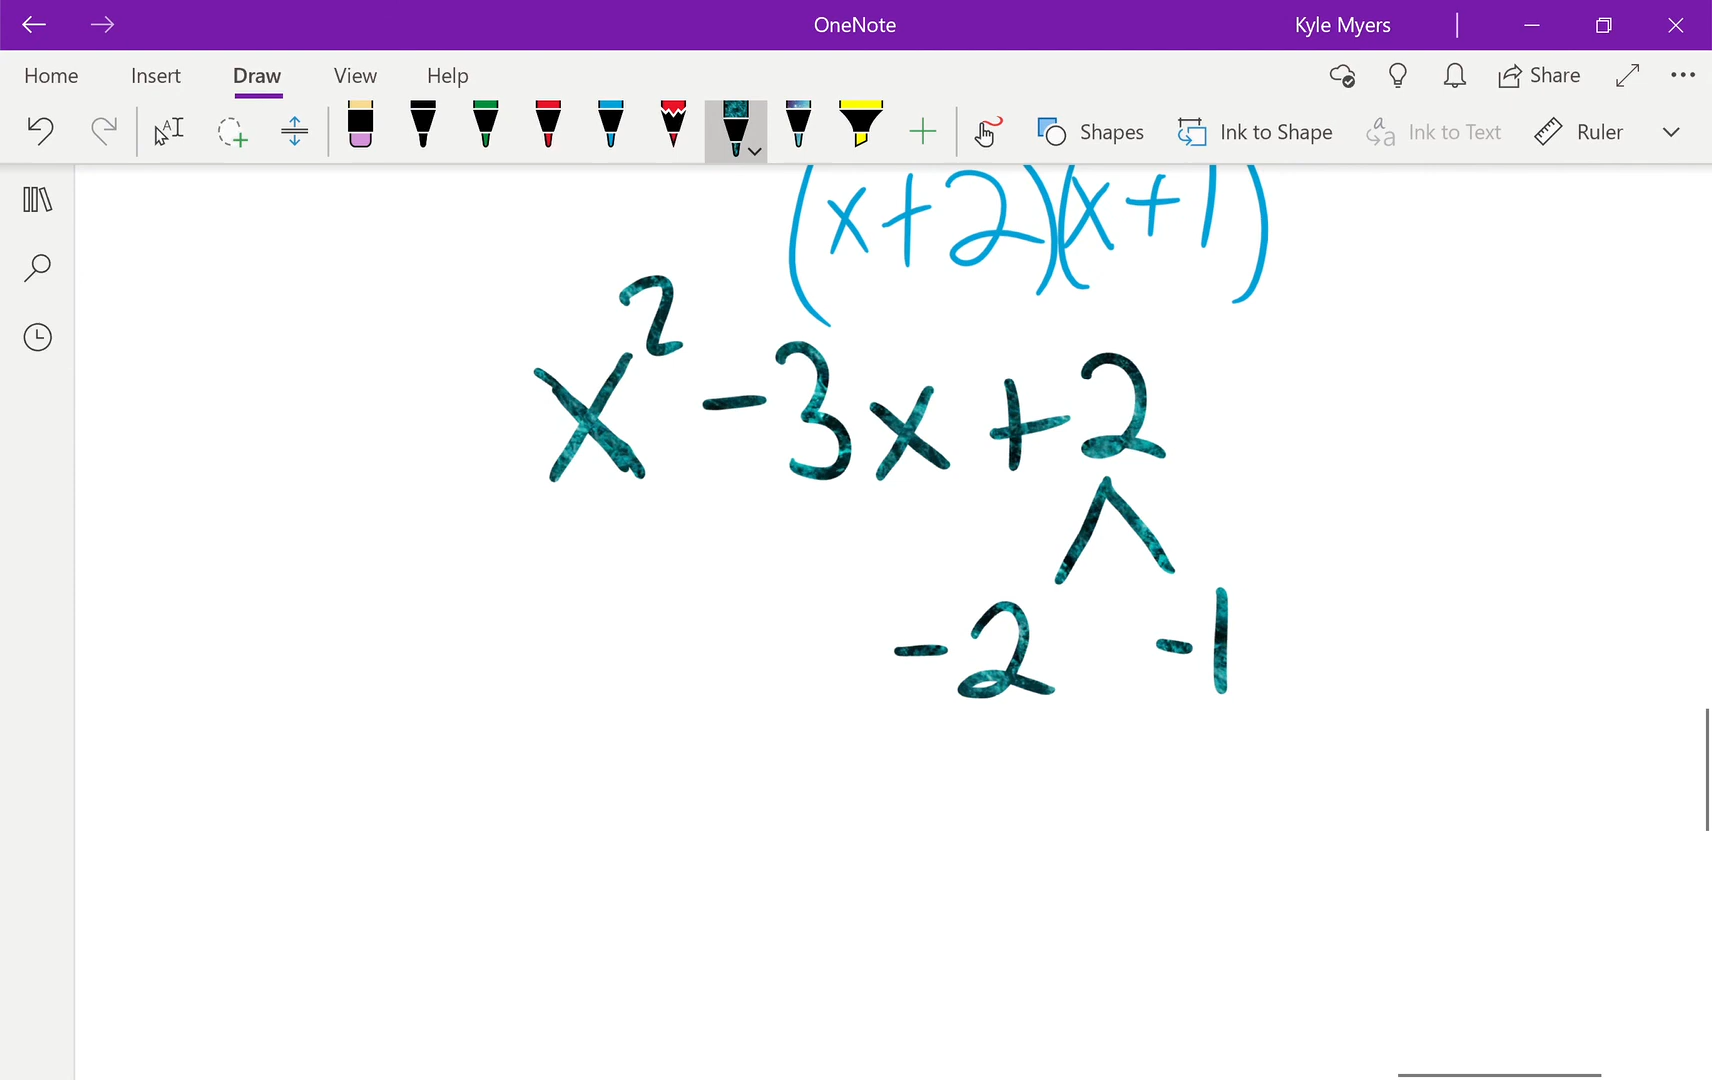 OneNote Kyle Myers
Home Insert Draw View Help Share
Shapes Ink to Shape Ink to Text Ruler
(x+2)(x+1)
x² -3x +2
-2 -1